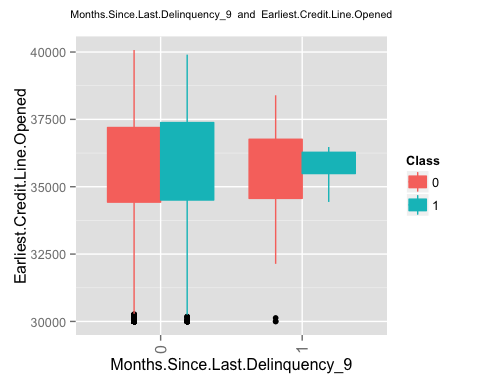 Months.Since.Last.Delinquency_9 and Earliest.Credit.Line.Opened
40000
37500
35000
32500
30000
Earliest.Credit.Line.Opened
0
1
Months.Since.Last.Delinquency_9
Class
0
1